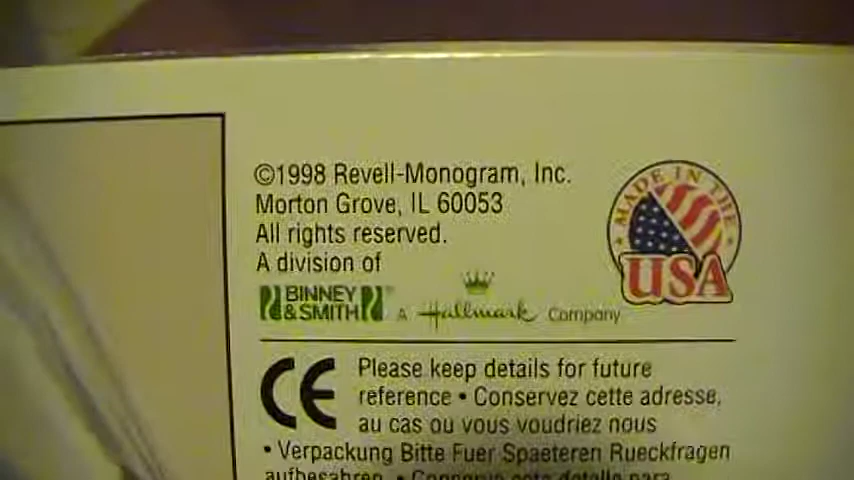 ©1998 Revell-Monogram, Inc.
Morton Grove, IL 60053
All rights reserved.
A division of
BINNEY
& SMITH® A Hallmark Company
MADE IN THE
USA
CE Please keep details for future
reference • Conservez cette adresse,
au cas ou vous voudriez nous
• Verpackung Bitte Fuer Spaeteren Rueckfragen
aufbesahren. • Conserve este detalle para